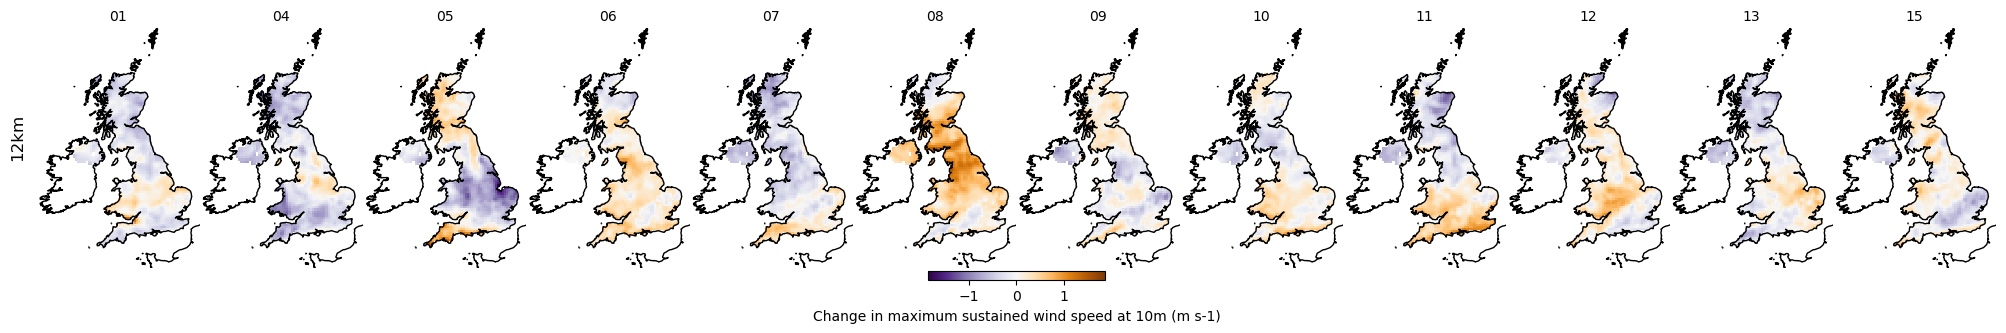 01 04 05 06 07 08 09 10 11 12 13 15
12km
−1 0 1
Change in maximum sustained wind speed at 10m (m s-1)